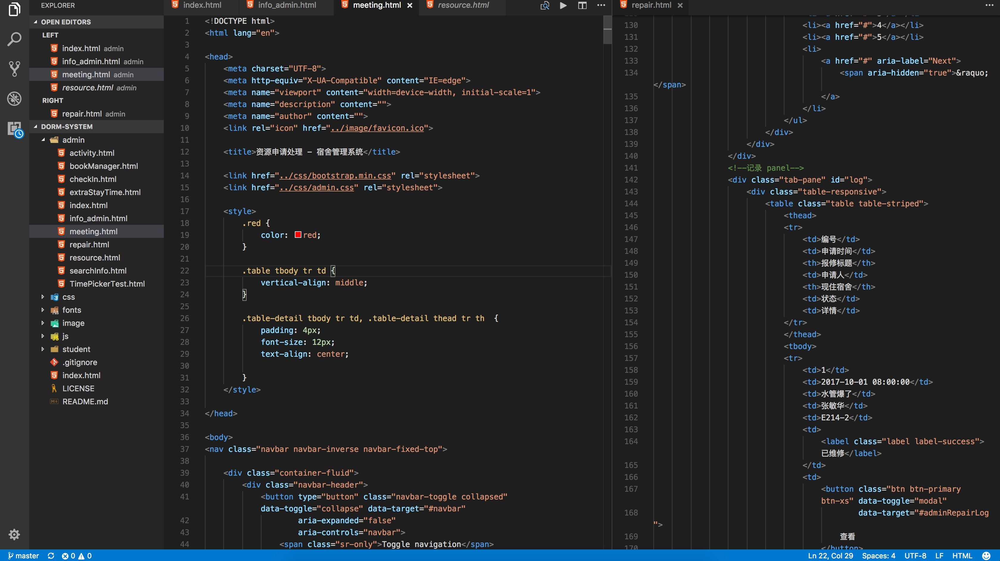 EXPLORER
OPEN EDITORS
LEFT
index.html admin
info_admin.html admin
meeting.html admin
resource.html admin
RIGHT
repair.html admin
DORM-SYSTEM
admin
activity.html
bookManager.html
checkIn.html
extraStayTime.html
index.html
info_admin.html
meeting.html
repair.html
resource.html
searchInfo.html
TimePickerTest.html
css
fonts
image
js
student
.gitignore
index.html
LICENSE
README.md
index.html
info_admin.html
meeting.html
resource.html
1 <!DOCTYPE html>
2 <html lang="en">
3
4 <head>
5 <meta charset="UTF-8">
6 <meta http-equiv="X-UA-Compatible" content="IE=edge">
7 <meta name="viewport" content="width=device-width, initial-scale=1">
8 <meta name="description" content="">
9 <meta name="author" content="">
10 <link rel="icon" href="../image/favicon.ico">
11
12 <title>资源申请处理 - 宿舍管理系统</title>
13
14 <link href="../css/bootstrap.min.css" rel="stylesheet">
15 <link href="../css/admin.css" rel="stylesheet">
16
17 <style>
18 .red {
19 color: red;
20 }
21
22 .table tbody tr td {
23 vertical-align: middle;
24 }
25
26 .table-detail tbody tr td, .table-detail thead tr th {
27 padding: 4px;
28 font-size: 12px;
29 text-align: center;
30
31 }
32 </style>
33
34 </head>
35
36 <body>
37 <nav class="navbar navbar-inverse navbar-fixed-top">
38
39 <div class="container-fluid">
40 <div class="navbar-header">
41 <button type="button" class="navbar-toggle collapsed"
data-toggle="collapse" data-target="#navbar"
42 aria-expanded="false"
43 aria-controls="navbar">
44 <span class="sr-only">Toggle navigation</span>
repair.html
130 <li><a href="#">4</a></li>
131 <li><a href="#">5</a></li>
132 <li>
133 <a href="#" aria-label="Next">
134 <span aria-hidden="true">&raquo;
</span>
135 </a>
136 </li>
137 </ul>
138 </div>
139 </div>
140 </div>
141 <!--记录 panel-->
142 <div class="tab-pane" id="log">
143 <div class="table-responsive">
144 <table class="table table-striped">
145 <thead>
146 <tr>
147 <td>编号</td>
148 <td>申请时间</td>
149 <th>报修标题</th>
150 <td>申请人</td>
151 <th>现住宿舍</th>
152 <td>状态</td>
153 <td>详情</td>
154 </tr>
155 </thead>
156 <tbody>
157 <tr>
158 <td>1</td>
159 <td>2017-10-01 08:00:00</td>
160 <td>水管爆了</td>
161 <td>张敏华</td>
162 <td>E214-2</td>
163 <td>
164 <label class="label label-success">
已维修</label>
165 </td>
166 <td>
167 <button class="btn btn-primary
btn-xs" data-toggle="modal"
168 data-target="#adminRepairLog
">
169 查看
170 </button>
master 0 0
Ln 22, Col 29 Spaces: 4 UTF-8 LF HTML